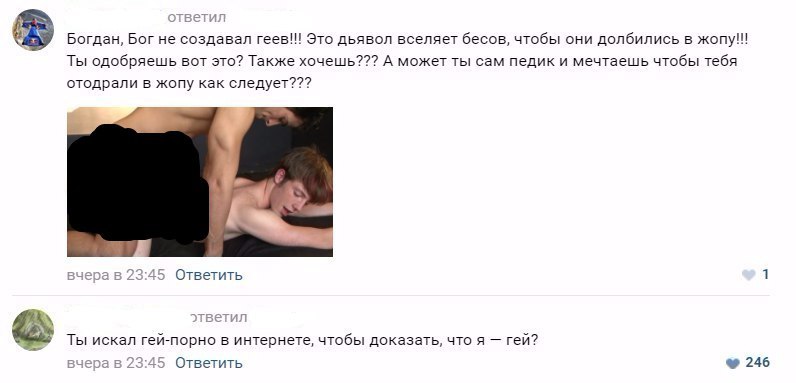 ответил
Богдан, Бог не создавал геев!!! Это дьявол вселяет бесов, чтобы они долбились в жопу!!!
Ты одобряешь вот это? Также хочешь??? А может ты сам педик и мечтаешь чтобы тебя
отодрали в жопу как следует???
вчера в 23:45 Ответить 1
ответил
Ты искал гей-порно в интернете, чтобы доказать, что я — гей?
вчера в 23:45 Ответить 246